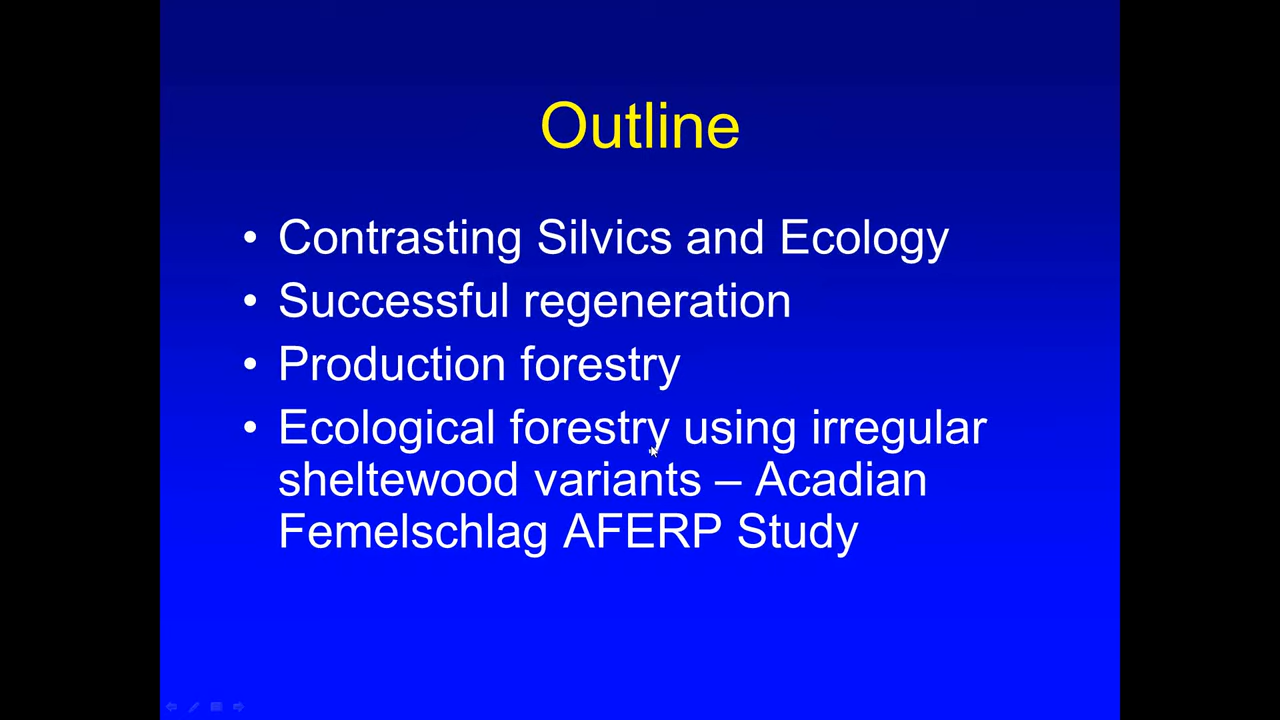 Outline
• Contrasting Silvics and Ecology
• Successful regeneration
• Production forestry
• Ecological forestry using irregular
sheltewood variants – Acadian
Femelschlag AFERP Study